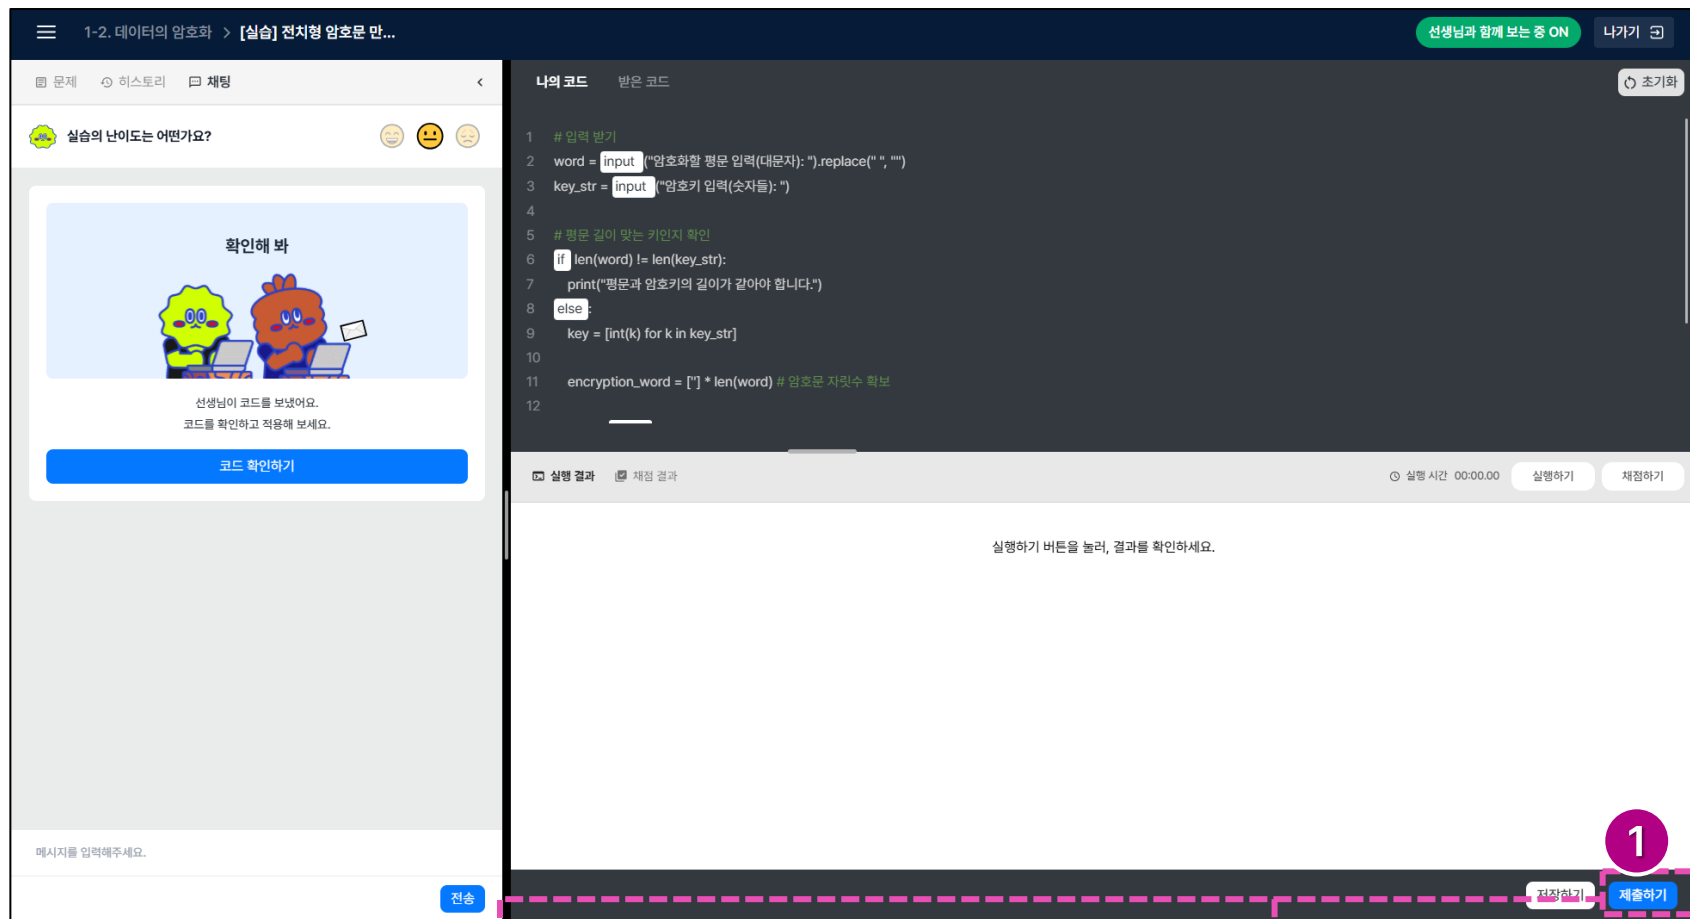 1-2. 데이터의 암호화 > [실습] 전치형 암호문 만...
선생님과 함께 보는 중 ON
나가기
문제
히스토리
채팅
실습의 난이도는 어떤가요?
확인해 봐
선생님이 코드를 보냈어요.
코드를 확인하고 적용해 보세요.
코드 확인하기
메시지를 입력해주세요.
전송
나의 코드
받은 코드
초기화
1 # 입력 받기
2 word = input ("암호화할 평문 입력(대문자): ").replace(" ", "")
3 key_str = input ("암호키 입력(숫자들): ")
4
5 # 평문 길이 맞는 키인지 확인
6 if len(word) != len(key_str):
7 print("평문과 암호키의 길이가 같아야 합니다.")
8 else :
9 key = [int(k) for k in key_str]
10
11 encryption_word = [''] * len(word) # 암호문 자릿수 확보
12
실행 결과
채점 결과
실행 시간 00:00.00
실행하기
채점하기
실행하기 버튼을 눌러, 결과를 확인하세요.
1
저장하기
제출하기